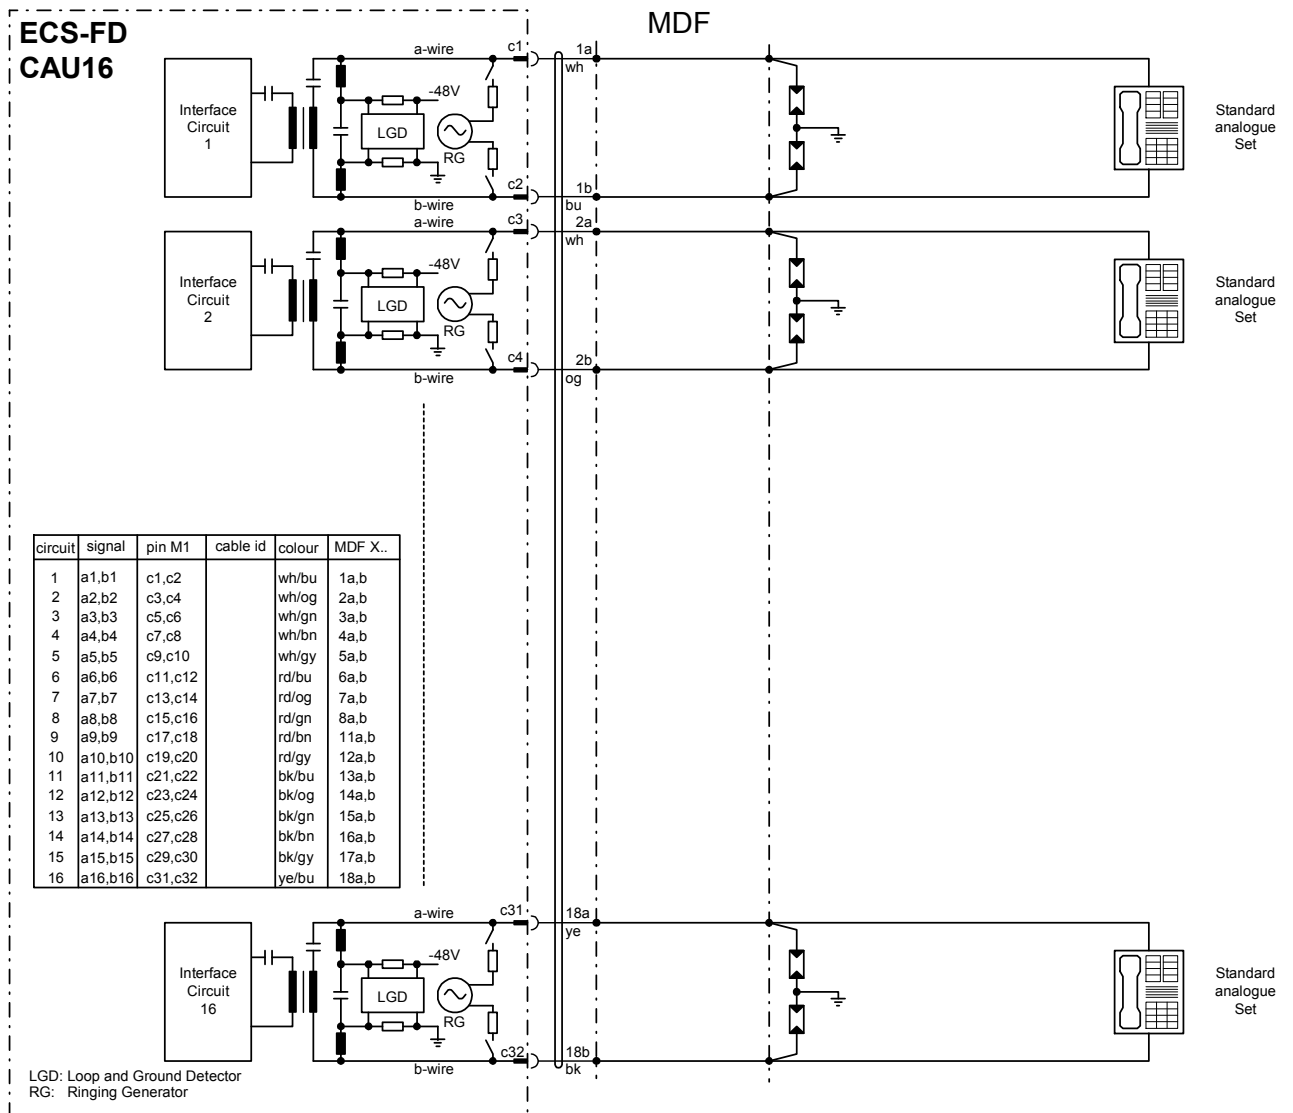 ECS-FD
CAU16
MDF
a-wire
c1
1a
wh
Interface
Circuit
1
-48V
LGD
RG
Standard
analogue
Set
c2
1b
b-wire
bu
a-wire
c3
2a
wh
Interface
Circuit
2
-48V
LGD
RG
Standard
analogue
Set
c4
2b
b-wire
og
circuit signal pin M1 cable id colour MDF X..
1 a1,b1 c1,c2 wh/bu 1a,b
2 a2,b2 c3,c4 wh/og 2a,b
3 a3,b3 c5,c6 wh/gn 3a,b
4 a4,b4 c7,c8 wh/bn 4a,b
5 a5,b5 c9,c10 wh/gy 5a,b
6 a6,b6 c11,c12 rd/bu 6a,b
7 a7,b7 c13,c14 rd/og 7a,b
8 a8,b8 c15,c16 rd/gn 8a,b
9 a9,b9 c17,c18 rd/bn 11a,b
10 a10,b10 c19,c20 rd/gy 12a,b
11 a11,b11 c21,c22 bk/bu 13a,b
12 a12,b12 c23,c24 bk/og 14a,b
13 a13,b13 c25,c26 bk/gn 15a,b
14 a14,b14 c27,c28 bk/bn 16a,b
15 a15,b15 c29,c30 bk/gy 17a,b
16 a16,b16 c31,c32 ye/bu 18a,b
a-wire
c31
18a
ye
Interface
Circuit
16
-48V
LGD
RG
Standard
analogue
Set
c32
18b
b-wire
bk
LGD: Loop and Ground Detector
RG: Ringing Generator